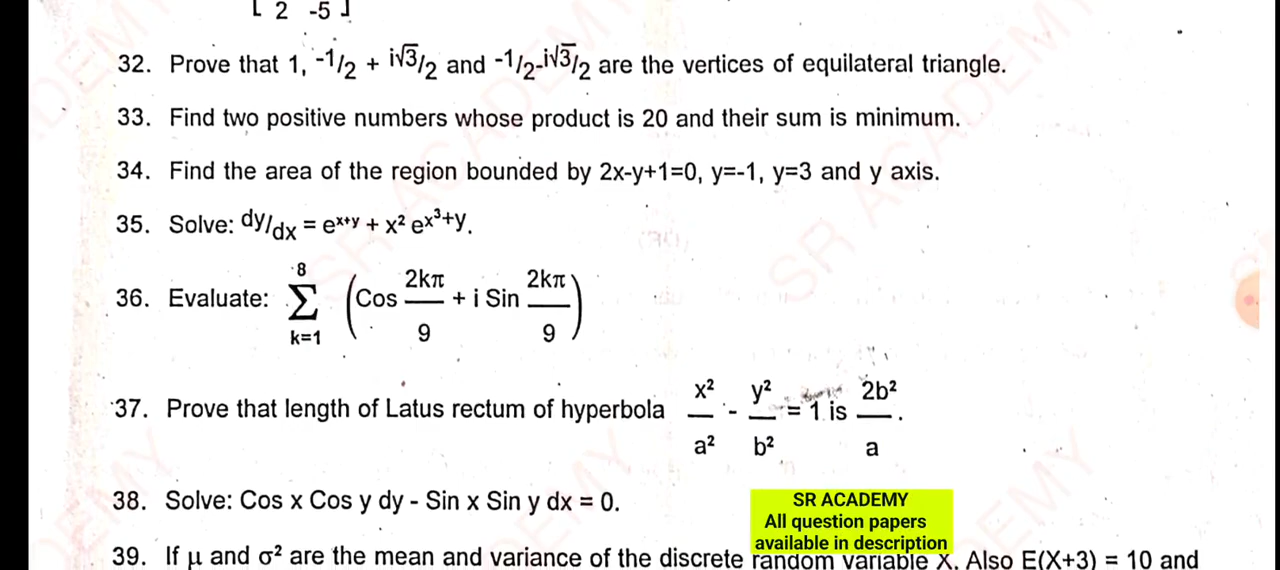 [ 2 -5 ]
32. Prove that 1, -1/2 + i√3/2 and -1/2-i√3/2 are the vertices of equilateral triangle.
33. Find two positive numbers whose product is 20 and their sum is minimum.
34. Find the area of the region bounded by 2x-y+1=0, y=-1, y=3 and y axis.
35. Solve: dy/dx = e^x+y + x² e^x³+y.
36. Evaluate: 8 Σ k=1 (Cos 2kπ/9 + i Sin 2kπ/9)
37. Prove that length of Latus rectum of hyperbola x²/a² - y²/b² = 1 is 2b²/a.
38. Solve: Cos x Cos y dy - Sin x Sin y dx = 0.
SR ACADEMY
All question papers
available in description
39. If μ and σ² are the mean and variance of the discrete random variable X. Also E(X+3) = 10 and
SR ACADEMY
SR ACADEMY